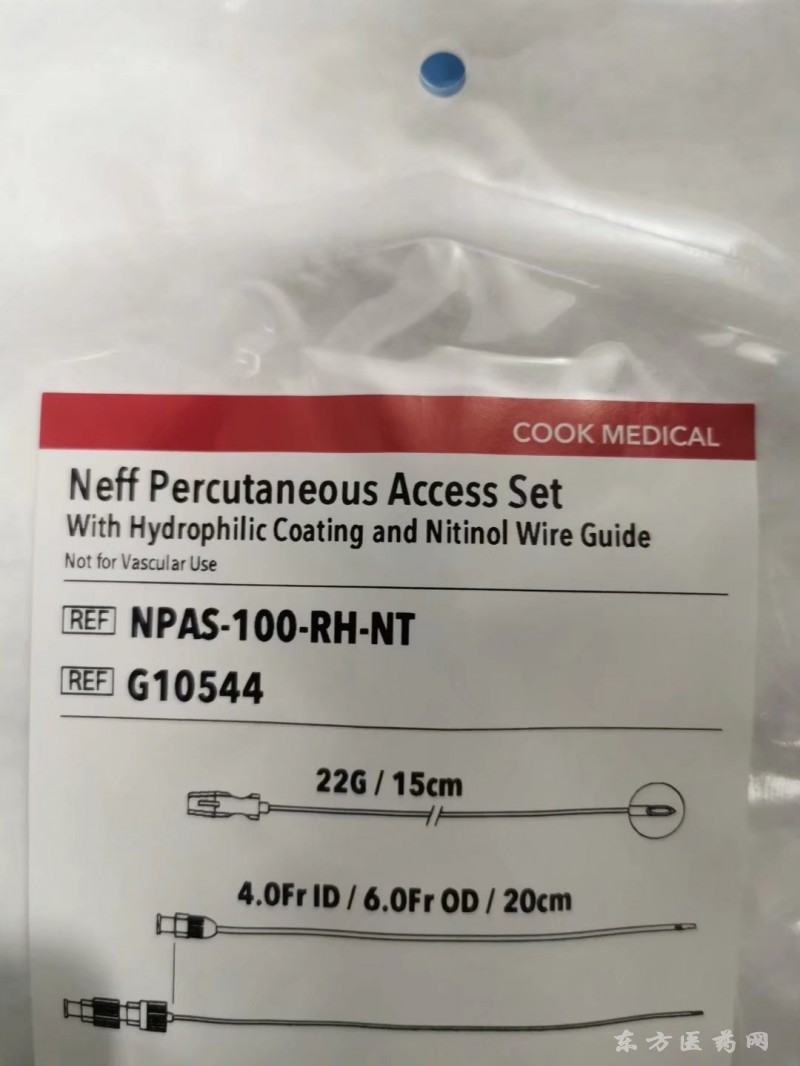 COOK MEDICAL
Neff Percutaneous Access Set
With Hydrophilic Coating and Nitinol Wire Guide
Not for Vascular Use
REF NPAS-100-RH-NT
REF G10544
22G / 15cm
4.0Fr ID / 6.0Fr OD / 20cm
东方医药网